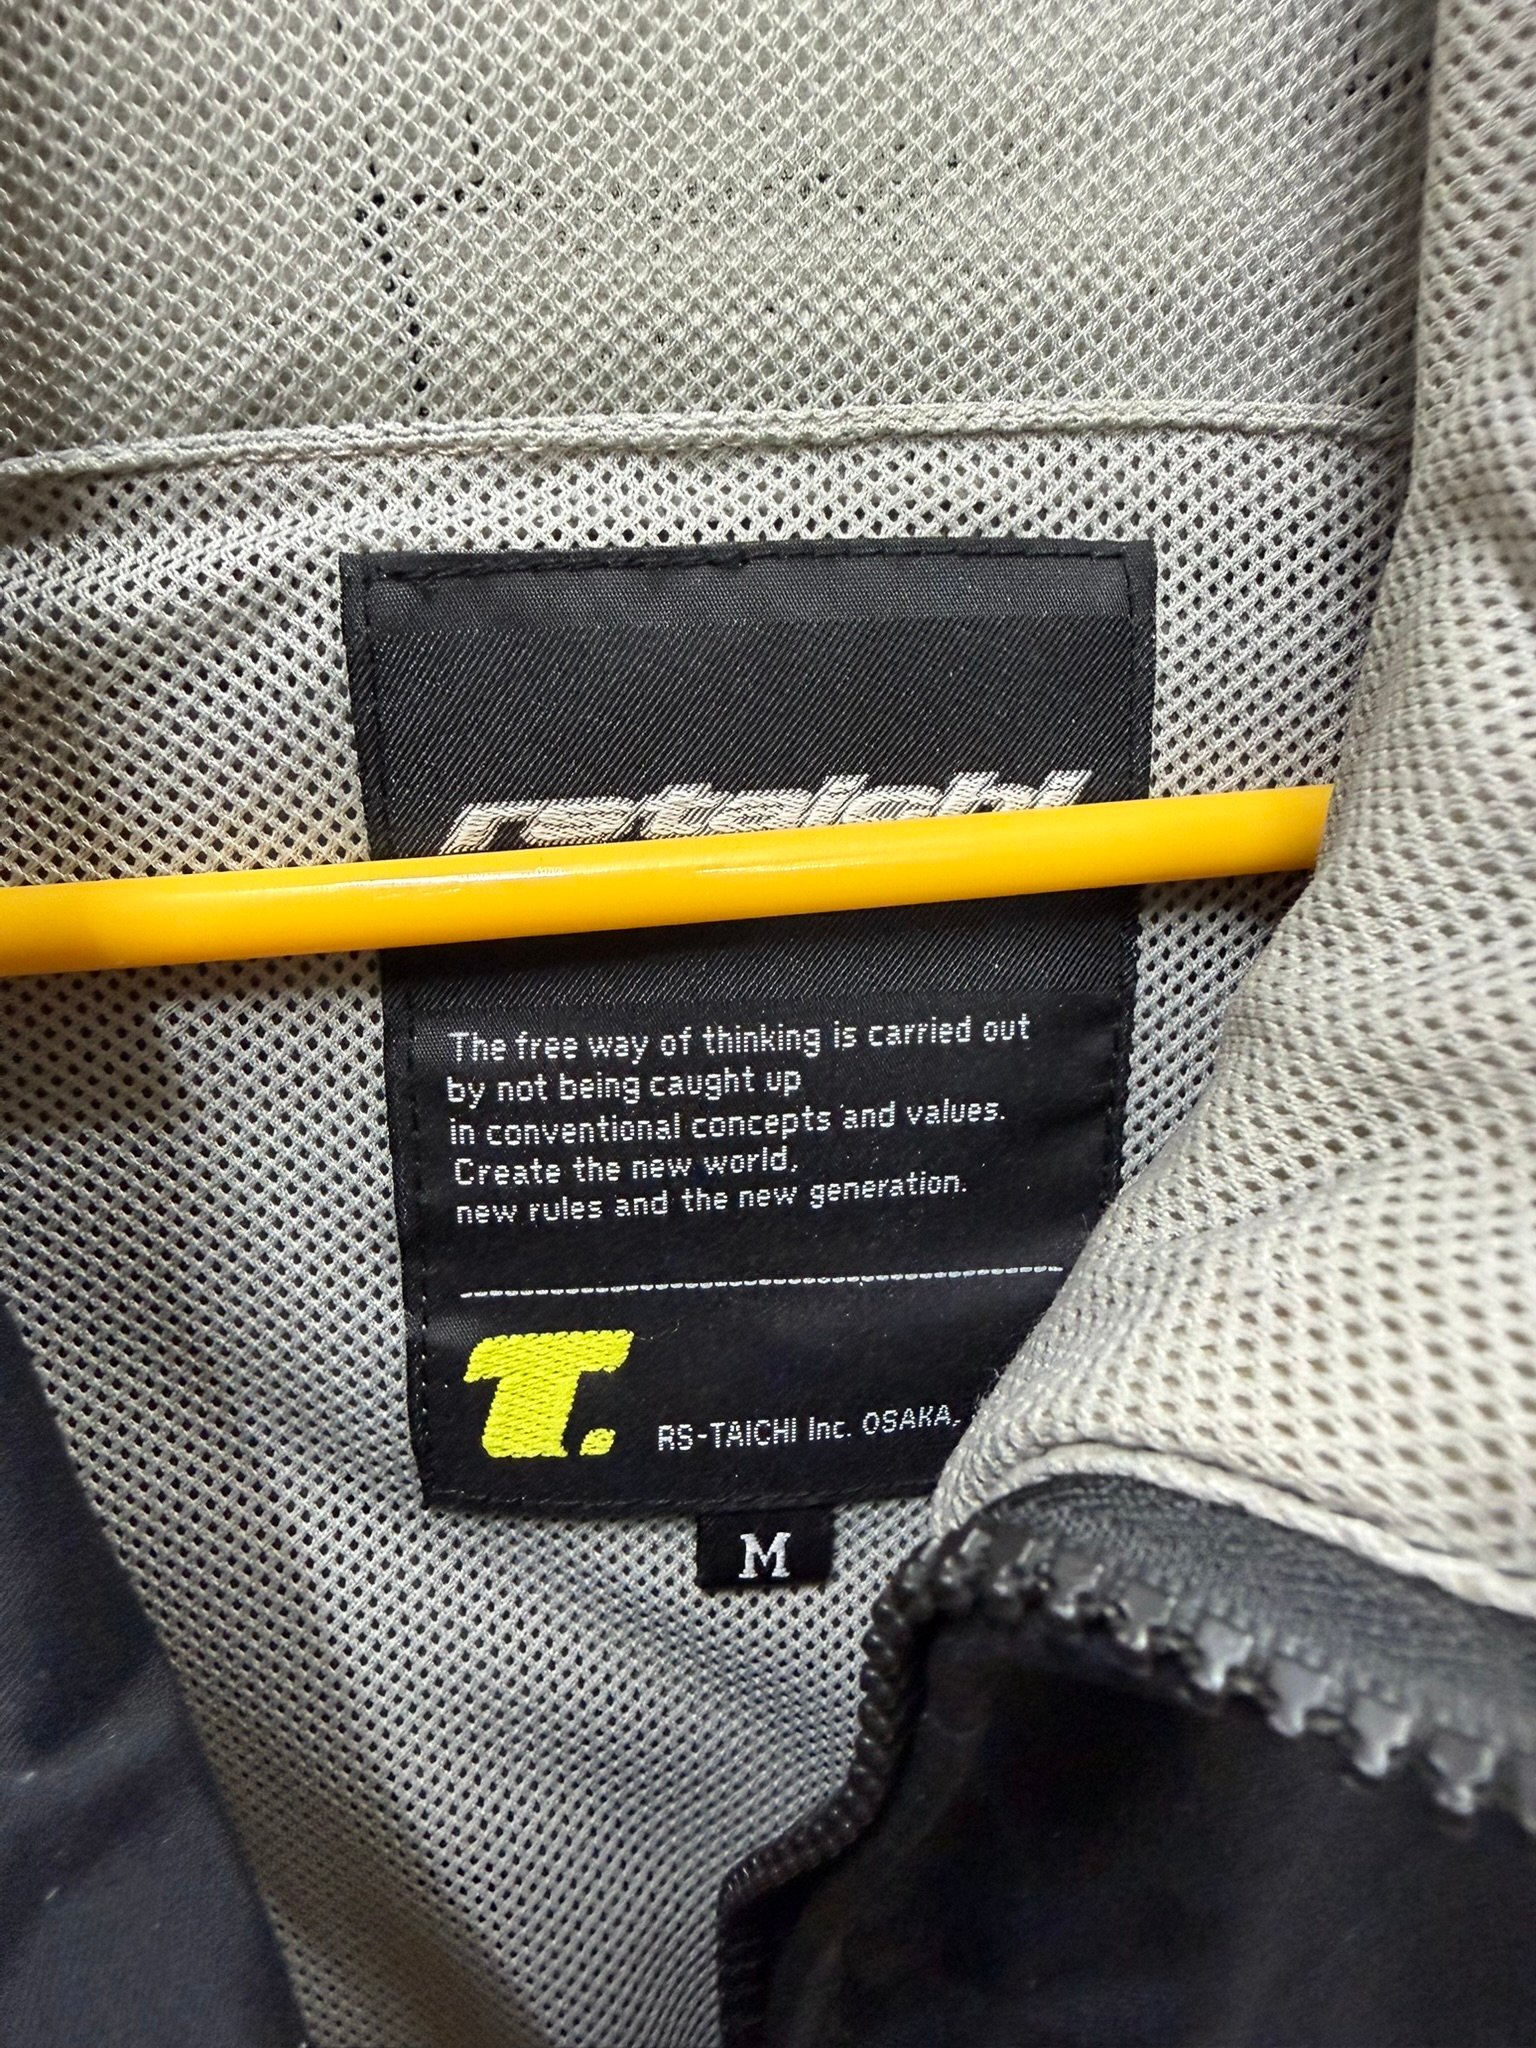 rstaichi
The free way of thinking is carried out
by not being caught up
in conventional concepts and values.
Create the new world,
new rules and the new generation.
T.
RS-TAICHI Inc. OSAKA,
M